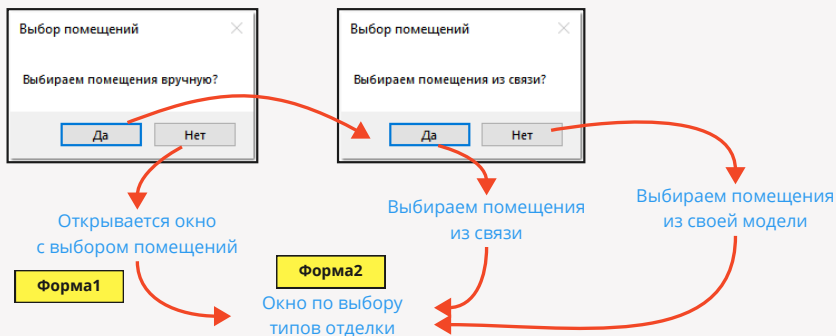 Выбор помещений
Выбираем помещения вручную?
Да
Нет
Выбор помещений
Выбираем помещения из связи?
Да
Нет
Открывается окно
с выбором помещений
Форма1
Выбираем помещения
из связи
Выбираем помещения
из своей модели
Форма2
Окно по выбору
типов отделки